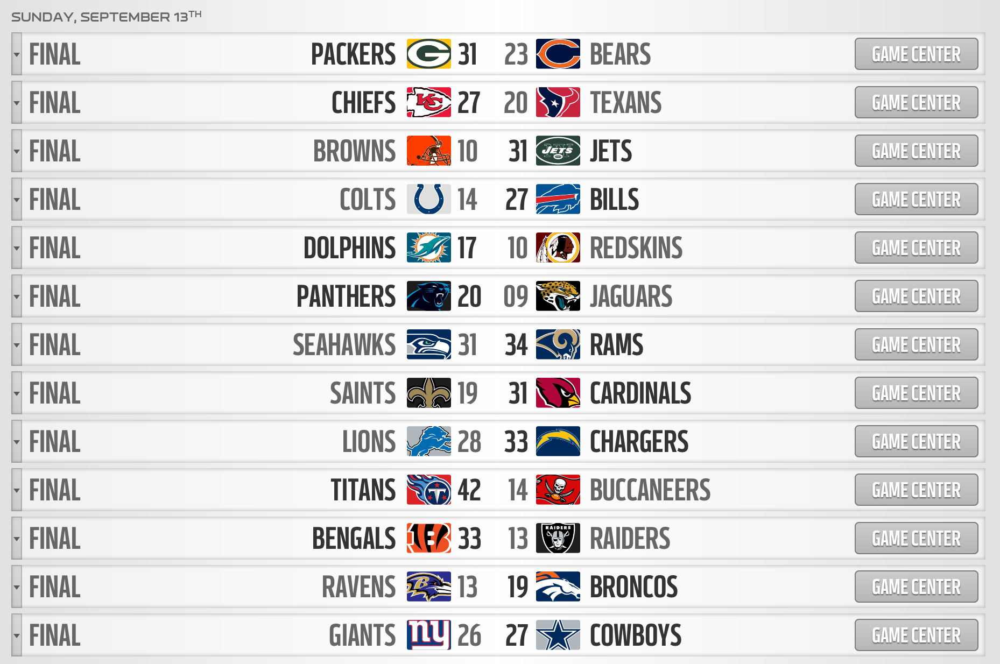 SUNDAY, SEPTEMBER 13TH
FINAL PACKERS G 31 23 C BEARS GAME CENTER
FINAL CHIEFS KC 27 20 TEXANS GAME CENTER
FINAL BROWNS 10 31 JETS JETS GAME CENTER
FINAL COLTS 14 27 BILLS GAME CENTER
FINAL DOLPHINS 17 10 REDSKINS GAME CENTER
FINAL PANTHERS 20 09 JAGUARS GAME CENTER
FINAL SEAHAWKS 31 34 RAMS GAME CENTER
FINAL SAINTS 19 31 CARDINALS GAME CENTER
FINAL LIONS 28 33 CHARGERS GAME CENTER
FINAL TITANS T 42 14 BUCCANEERS GAME CENTER
FINAL BENGALS B 33 13 RAIDERS RAIDERS GAME CENTER
FINAL RAVENS B 13 19 BRONCOS GAME CENTER
FINAL GIANTS ny 26 27 COWBOYS GAME CENTER